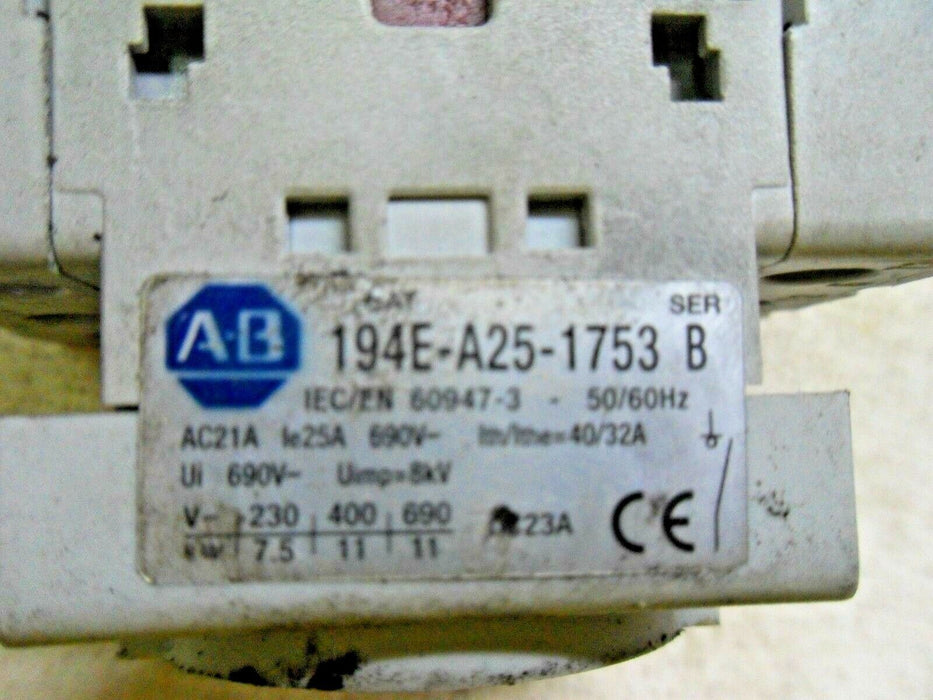 CAT SER
A-B 194E-A25-1753 B
IEC/EN 60947-3 - 50/60Hz
AC21A Ie25A 690V~ Ith/Ithe=40/32A
Ui 690V~ Uimp=8kV
V~ 230 400 690 AC23A CE
kW 7.5 11 11